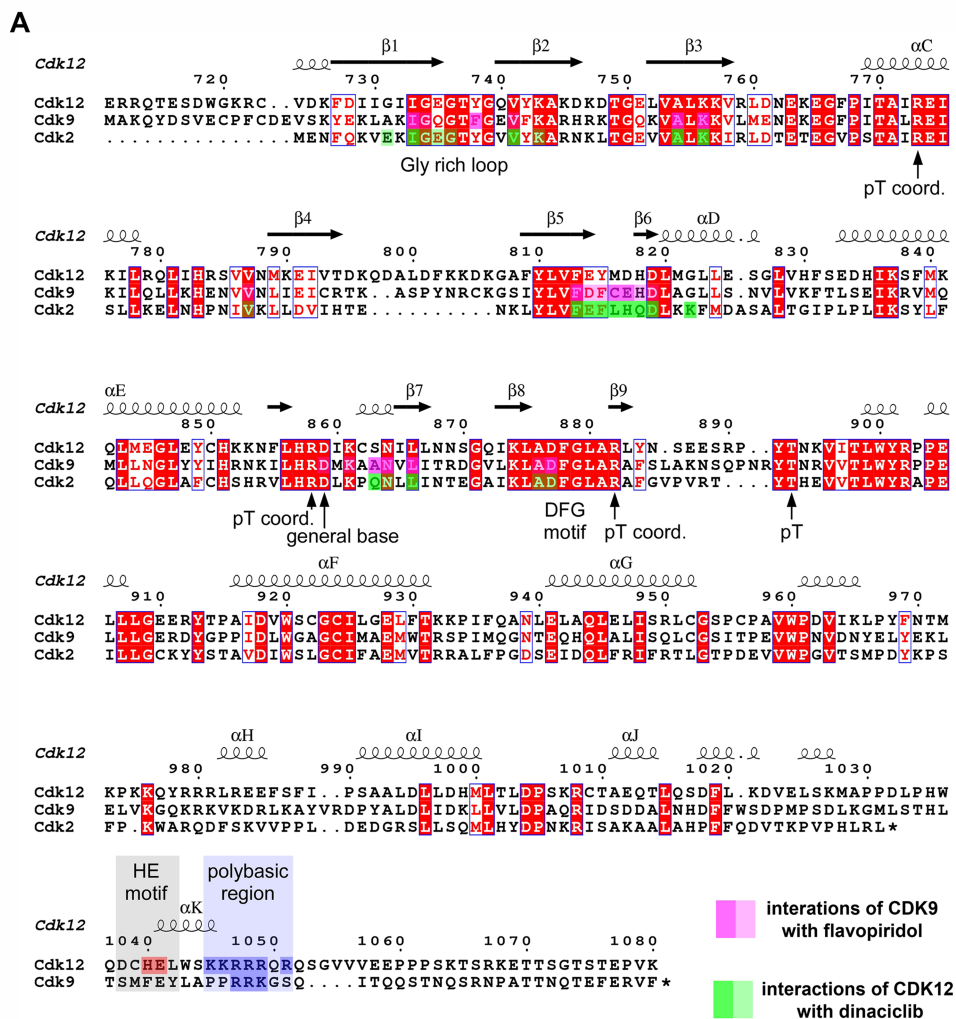 A
β1 β2 β3 αC
Cdk12
720 730 740 750 760 770
Cdk12 ERRQTESDWGKRC..VDKFDIIGIIGEGTYGQVYKAKDKDTGELVALKKVRLDNEKEGFPITAIREI
Cdk9 MAKQYDSVECPFCDEVSKYEKLAKIGQGTFGEVFKARHRKTGQKVALKKVLMENEKEGFPITALREI
Cdk2 ...............MENFQKVEKIGEGTYGVVYKARNKLTGEVVALKKIRLDTETEGVPSTAIREI
Gly rich loop
pT coord.
β4 β5 β6 αD
Cdk12
780 790 800 810 820 830 840
Cdk12 KILRQLIHRSVVNMKEIVTDKQDALDFKKDKGAFYLVFEYMDHDLMGLLE.SGLVHFSEDHIKSFMK
Cdk9 KILQLLKHENVVNLIEICRTK..ASPYNRCKGSIYLVFDFCEHDLAGLLS.NVLVKFTLSEIKRVMQ
Cdk2 SLLKELNHPNIVKLLDVIHTE..........NKLYLVFEFLHQDLKKFMDASALTGIPLPLIKSYLF
αE β7 β8 β9
Cdk12
850 860 870 880 890 900
Cdk12 QLMEGLEYCHKKNFLHRDIKCSNILLNNSGQIKLADFGLARLYN.SEESRP..YTNKVITLWYRPPE
Cdk9 MLLNGLYYIHRNKILHRDMKAANVLITRDGVLKLADFGLARAFSLAKNSQPNRYTNRVVTLWYRPPE
Cdk2 QLLQGLAFCHSHRVLHRDLKPQNLLINTEGAIKLADFGLARAFGVPVRT....YTHEVVTLWYRAPE
pT coord. general base DFG motif pT coord. pT
αF αG
Cdk12
910 920 930 940 950 960 970
Cdk12 LLLGEERYTPAIDVWSCGCILGELFTKKPIFQANLELAQLELISRLCGSPCPAVWPDVIKLPYFNTM
Cdk9 LLLGERDYGPPIDLWGAGCIMAEMWTRSPIMQGNTEQHQLALISQLCGSITPEVWPNVDNYELYEKL
Cdk2 ILLGCKYYSTAVDIWSLGCIFAEMVTRRALFPGDSEIDQLFRIFRTLGTPDEVVWPGVTSMPDYKPS
αH αI αJ
Cdk12
980 990 1000 1010 1020 1030
Cdk12 KPKKQYRRRLREEFSFI..PSAALDLLDHMLTLDPSKRCTAEQTLQSDFL.KDVELSKMAPPDLPHW
Cdk9 ELVKGQKRKVKDRLKAYVRDPYALDLIDKLLVLDPAQRIDSDDALNHDFFWSDPMPSDLKGMLSTHL
Cdk2 FP.KWARQDFSKVVPPL..DEDGRSLLSQMLHYDPNKRISAKAALAHPFFQDVTKPVPHLRL*
HE motif
polybasic region
αK
Cdk12
1040 1050 1060 1070 1080
Cdk12 QDCHELWSKKRRRQRQSGVVVEEPPPSKTSRKETTSGTSTEPVK
Cdk9 TSMFEYLAPPRRKGSQ....ITQQSTNQSRNPATTNQTEFERVF*
interations of CDK9
with flavopiridol
interactions of CDK12
with dinaciclib